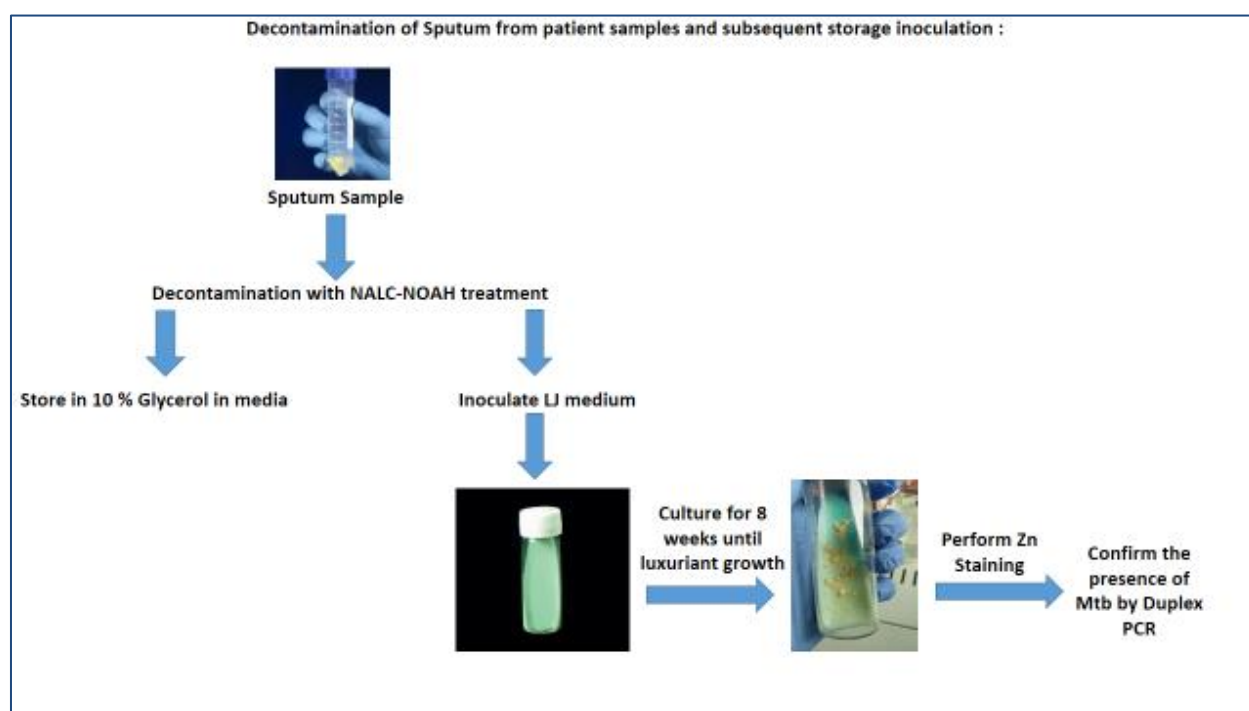 Decontamination of Sputum from patient samples and subsequent storage inoculation :
Sputum Sample
Decontamination with NALC-NOAH treatment
Store in 10 % Glycerol in media
Inoculate LJ medium
Culture for 8
weeks until
luxuriant growth
Perform Zn
Staining
Confirm the
presence of
Mtb by Duplex
PCR